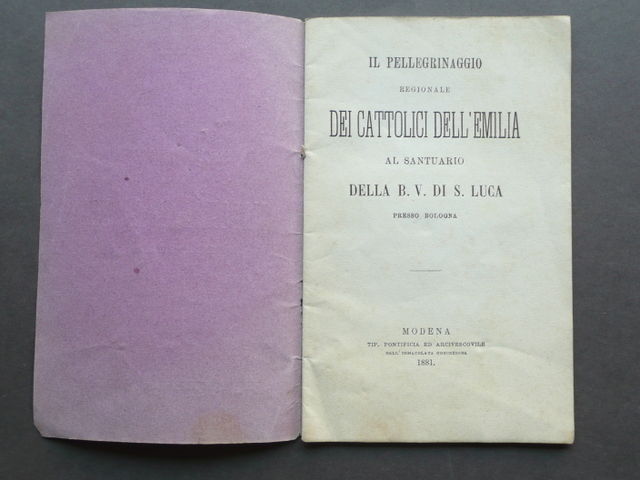 IL PELLEGRINAGGIO
REGIONALE
DEI CATTOLICI DELL'EMILIA
AL SANTUARIO
DELLA B. V. DI S. LUCA
PRESSO BOLOGNA
MODENA
TIP. PONTIFICIA ED ARCIVESCOVILE
DELL'IMMACOLATA CONCEZIONE
1881.